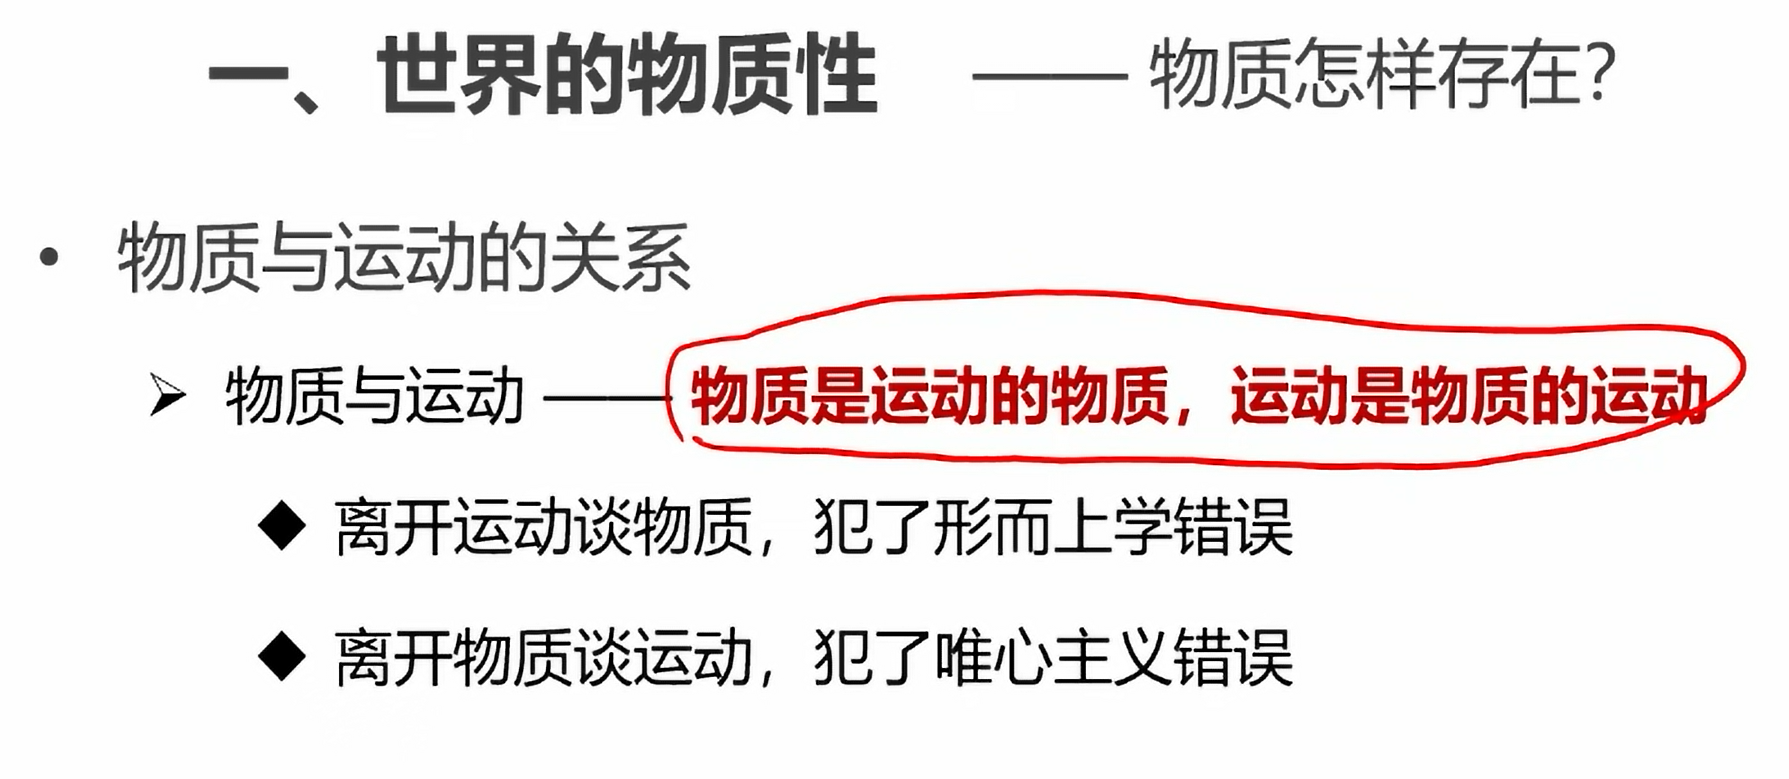 一、世界的物质性 —— 物质怎样存在?
• 物质与运动的关系
➢ 物质与运动 —— 物质是运动的物质，运动是物质的运动
◆ 离开运动谈物质，犯了形而上学错误
◆ 离开物质谈运动，犯了唯心主义错误